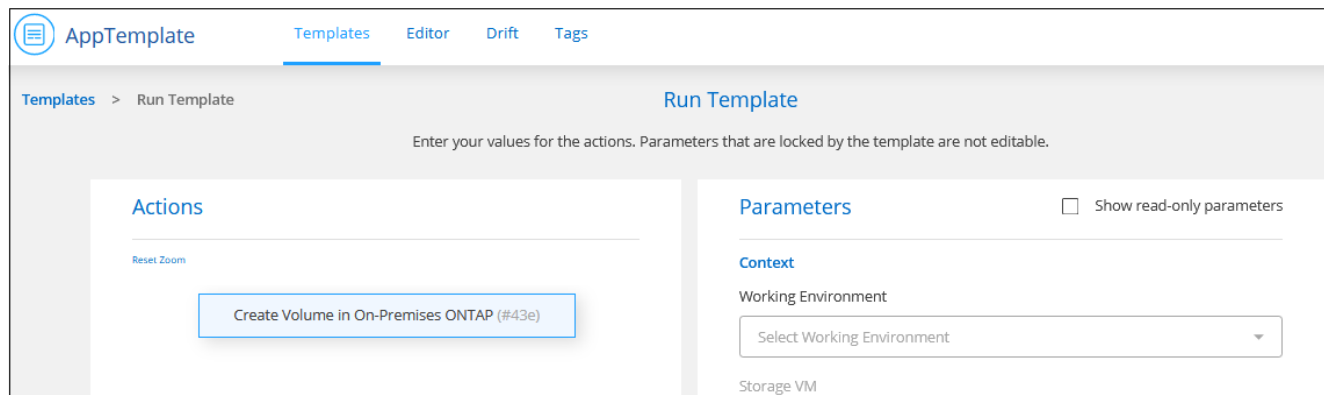 AppTemplate
Templates Editor Drift Tags
Templates > Run Template
Run Template
Enter your values for the actions. Parameters that are locked by the template are not editable.
Actions
Reset Zoom
Create Volume in On-Premises ONTAP (#43e)
Parameters
Show read-only parameters
Context
Working Environment
Select Working Environment
Storage VM